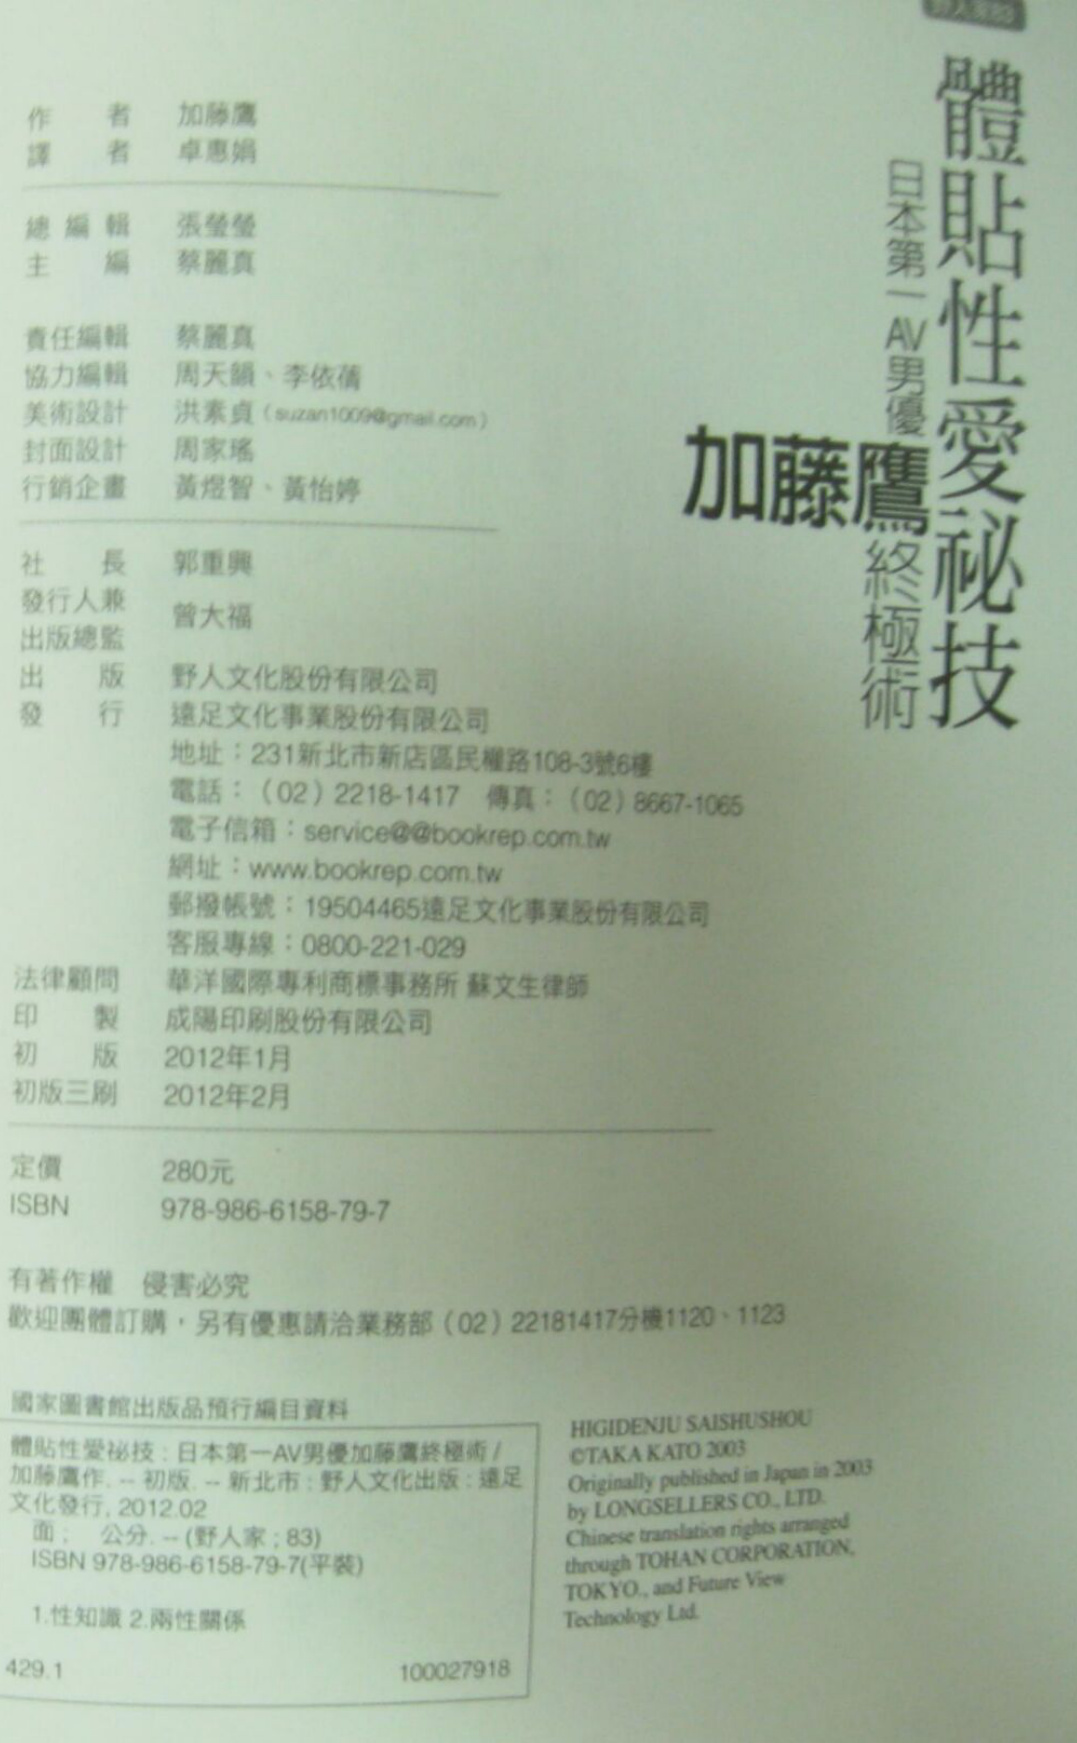 體貼性愛祕技
日本第一AV男優
加藤鷹
終極術
作者 加藤鷹
譯者 卓惠娟
總編輯 張瑩瑩
主編 蔡麗真
責任編輯 蔡麗真
協力編輯 周天韻、李依蒨
美術設計 洪素貞（suzan1009@gmail.com）
封面設計 周家瑤
行銷企畫 黃煜智、黃怡婷
社長 郭重興
發行人兼
出版總監 曾大福
出版 野人文化股份有限公司
發行 遠足文化事業股份有限公司
地址：231新北市新店區民權路108-3號6樓
電話：（02）2218-1417 傳真：（02）8667-1065
電子信箱：service@@bookrep.com.tw
網址：www.bookrep.com.tw
郵撥帳號：19504465遠足文化事業股份有限公司
客服專線：0800-221-029
法律顧問 華洋國際專利商標事務所 蘇文生律師
印製 成陽印刷股份有限公司
初版 2012年1月
初版三刷 2012年2月
定價 280元
ISBN 978-986-6158-79-7
有著作權 侵害必究
歡迎團體訂購，另有優惠請洽業務部（02）22181417分機1120、1123
國家圖書館出版品預行編目資料
體貼性愛祕技：日本第一AV男優加藤鷹終極術 /
加藤鷹作. -- 初版. -- 新北市：野人文化出版：遠足
文化發行, 2012.02
面； 公分. -- (野人家；83)
ISBN 978-986-6158-79-7(平裝)
1.性知識 2.兩性關係
429.1 100027918
HIGIDENJU SAISHUSHOU
©TAKA KATO 2003
Originally published in Japan in 2003
by LONGSELLERS CO., LTD.
Chinese translation rights arranged
through TOHAN CORPORATION,
TOKYO., and Future View
Technology Ltd.